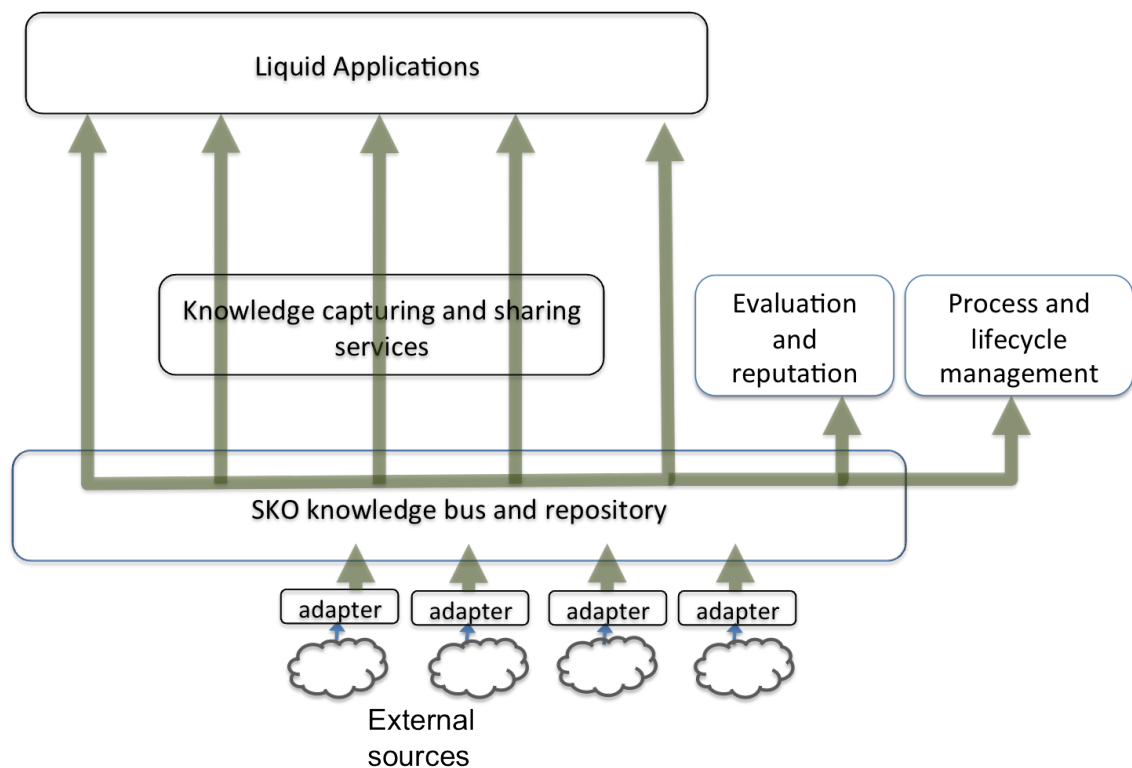 Liquid Applications
Knowledge capturing and sharing
services
Evaluation
and
reputation
Process and
lifecycle
management
SKO knowledge bus and repository
adapter
adapter
adapter
adapter
External
sources